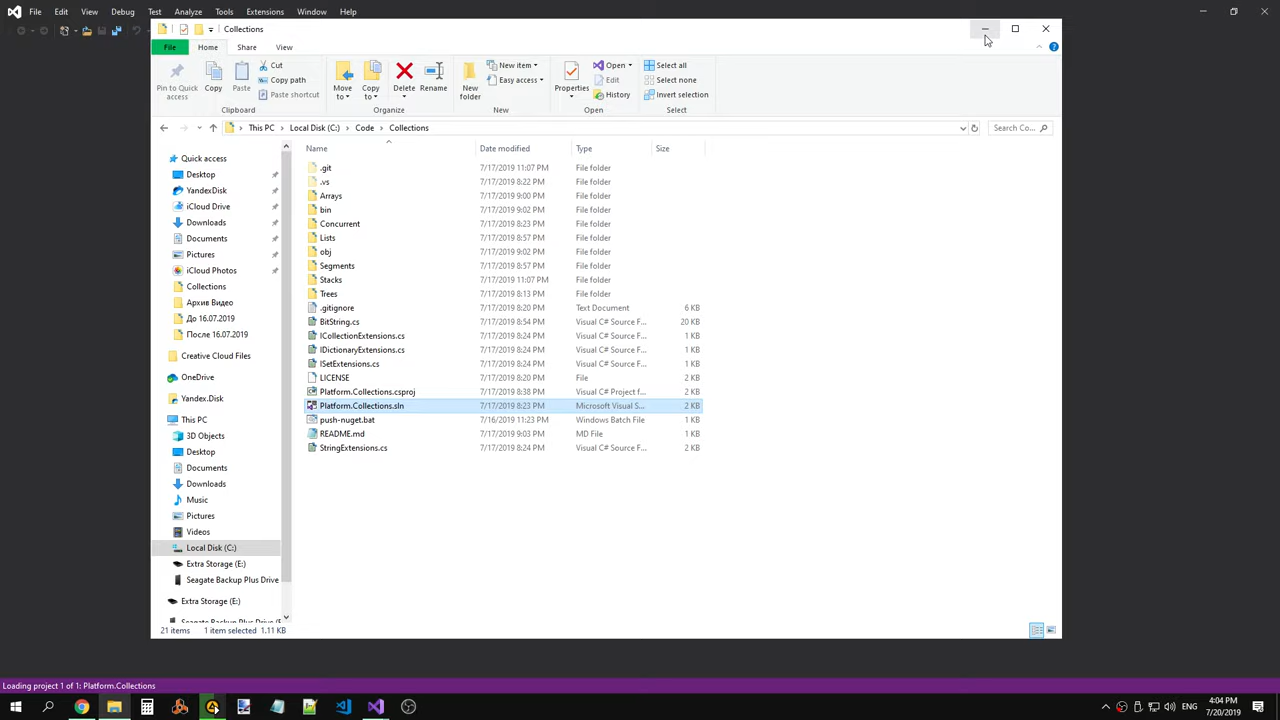 File Edit View Debug Test Analyze Tools Extensions Window Help
Collections
File Home Share View
Pin to Quick access
Copy
Paste
Cut
Copy path
Paste shortcut
Clipboard
Move to
Copy to
Delete
Rename
Organize
New folder
New item
Easy access
New
Properties
Open
Edit
History
Open
Select all
Select none
Invert selection
Select
This PC > Local Disk (C:) > Code > Collections
Search Co...
Name Date modified Type Size
.git 7/17/2019 11:07 PM File folder
.vs 7/17/2019 8:22 PM File folder
Arrays 7/17/2019 9:00 PM File folder
bin 7/17/2019 9:02 PM File folder
Concurrent 7/17/2019 8:23 PM File folder
Lists 7/17/2019 8:57 PM File folder
obj 7/17/2019 9:02 PM File folder
Segments 7/17/2019 8:57 PM File folder
Stacks 7/17/2019 11:07 PM File folder
Trees 7/17/2019 8:13 PM File folder
.gitignore 7/17/2019 8:20 PM Text Document 6 KB
BitString.cs 7/17/2019 8:54 PM Visual C# Source F... 20 KB
ICollectionExtensions.cs 7/17/2019 8:24 PM Visual C# Source F... 1 KB
IDictionaryExtensions.cs 7/17/2019 8:24 PM Visual C# Source F... 1 KB
ISetExtensions.cs 7/17/2019 8:24 PM Visual C# Source F... 1 KB
LICENSE 7/17/2019 8:20 PM File 2 KB
Platform.Collections.csproj 7/17/2019 8:38 PM Visual C# Project f... 2 KB
Platform.Collections.sln 7/17/2019 8:23 PM Microsoft Visual S... 2 KB
push-nuget.bat 7/16/2019 11:23 PM Windows Batch File 1 KB
README.md 7/17/2019 9:03 PM MD File 1 KB
StringExtensions.cs 7/17/2019 8:24 PM Visual C# Source F... 2 KB
Quick access
Desktop
YandexDisk
iCloud Drive
Downloads
Documents
Pictures
iCloud Photos
Collections
Архив Видео
До 16.07.2019
После 16.07.2019
Creative Cloud Files
OneDrive
Yandex.Disk
This PC
3D Objects
Desktop
Documents
Downloads
Music
Pictures
Videos
Local Disk (C:)
Extra Storage (E:)
Seagate Backup Plus Drive
Extra Storage (E:)
Seagate Backup Plus Drive (F
21 items 1 item selected 1.11 KB
Loading project 1 of 1: Platform.Collections
ENG
4:04 PM
7/20/2019